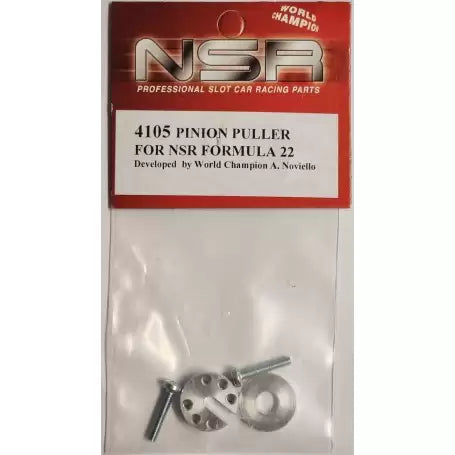 WORLD
CHAMPION
NSR
PROFESSIONAL SLOT CAR RACING PARTS
4105 PINION PULLER
FOR NSR FORMULA 22
Developed by World Champion A. Noviello